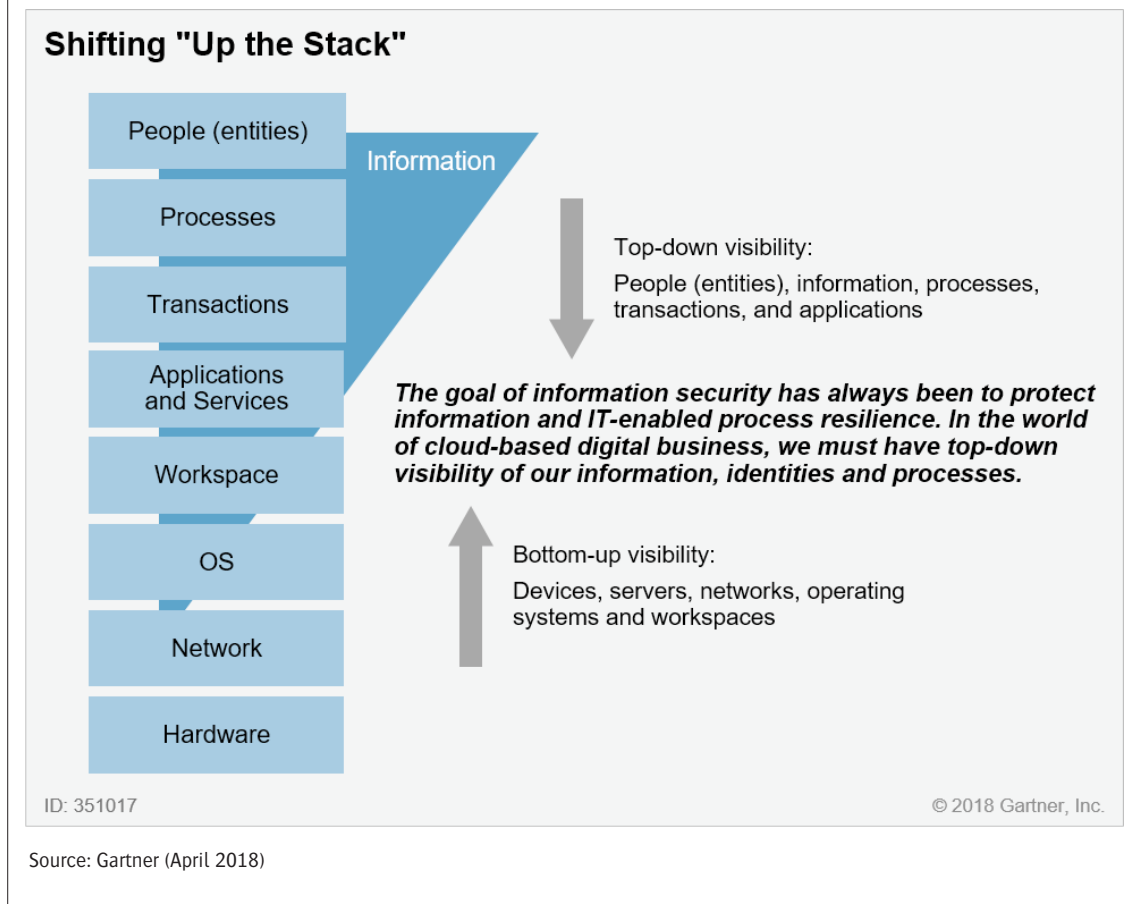 Shifting "Up the Stack"
People (entities)
Information
Processes
Transactions
Applications
and Services
Workspace
OS
Network
Hardware
Top-down visibility:
People (entities), information, processes,
transactions, and applications
The goal of information security has always been to protect
information and IT-enabled process resilience. In the world
of cloud-based digital business, we must have top-down
visibility of our information, identities and processes.
Bottom-up visibility:
Devices, servers, networks, operating
systems and workspaces
ID: 351017
© 2018 Gartner, Inc.
Source: Gartner (April 2018)